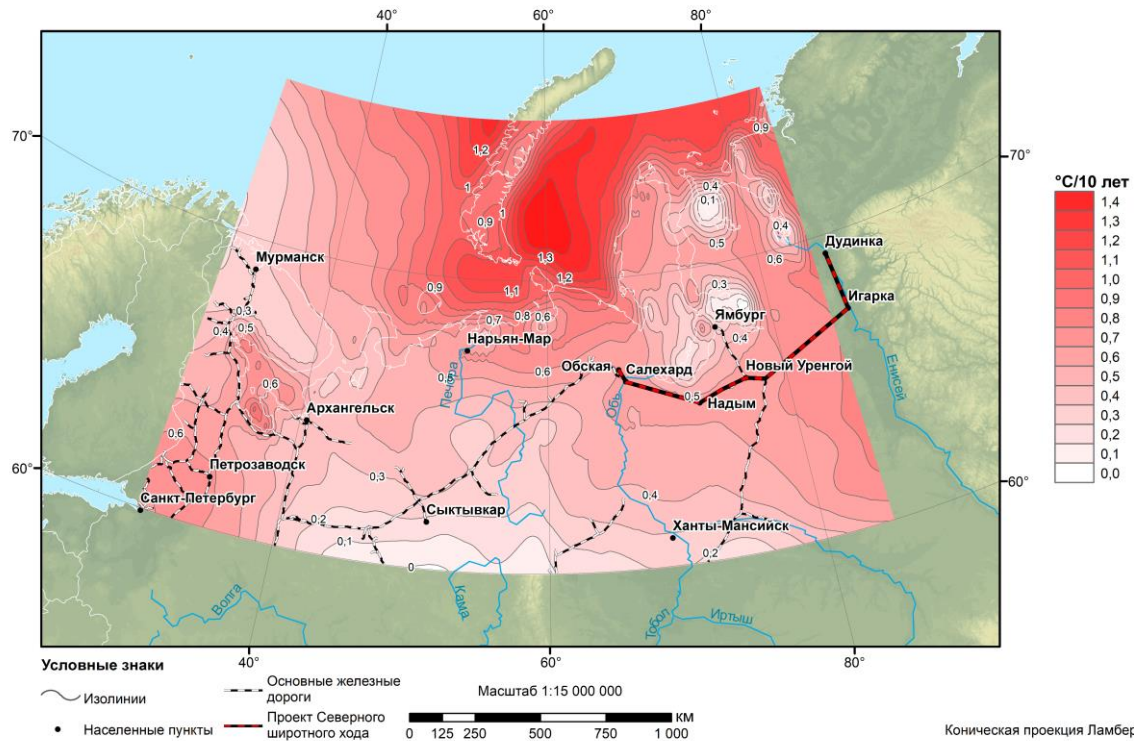 40°
60°
80°
70°
70°
60°
60°
40°
60°
80°
°C/10 лет
1,4
1,3
1,2
1,1
1,0
0,9
0,8
0,7
0,6
0,5
0,4
0,3
0,2
0,1
0,0
1,2
1
1
0,9
1,3
1,2
1,1
0,9
0,7
0,8
0,6
0,9
0,4
0,1
0,5
0,4
0,6
0,3
0,4
Дудинка
Игарка
Мурманск
0,3
0,5
0,4
0,6
0,6
Ямбург
Нарьян-Мар
Обская
Салехард
Новый Уренгой
0,5
Надым
0,6
Печора
Обь
Енисей
Архангельск
Петрозаводск
Санкт-Петербург
0,3
Сыктывкар
0,2
0,1
0
0,4
Ханты-Мансийск
0,2
Волга
Кама
Тобол
Иртыш
Условные знаки
Изолинии
Населенные пункты
Основные железные
дороги
Проект Северного
широтного хода
Масштаб 1:15 000 000
КМ
0 125 250 500 750 1 000
Коническая проекция Ламбер